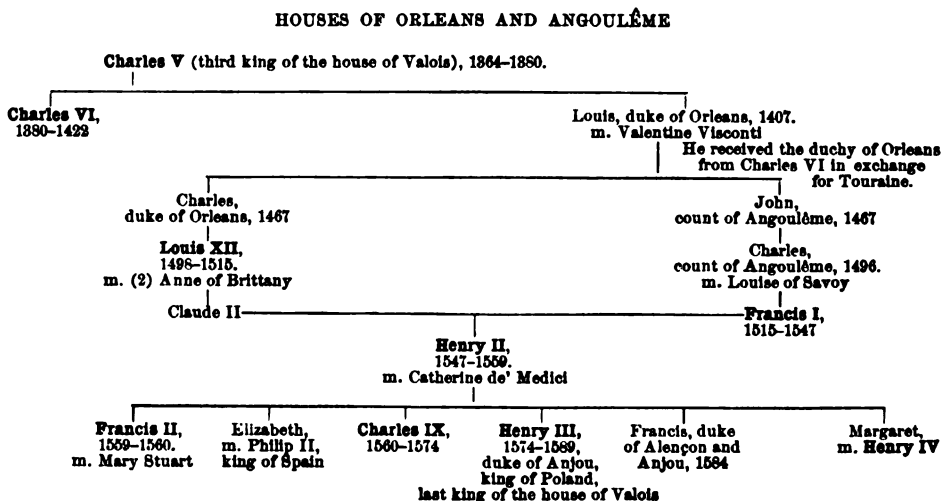 HOUSES OF ORLEANS AND ANGOULÊME
Charles V (third king of the house of Valois), 1364–1380.
Charles VI,
1380–1422
Louis, duke of Orleans, 1407.
m. Valentine Visconti
He received the duchy of Orleans
from Charles VI in exchange
for Touraine.
Charles,
duke of Orleans, 1467
John,
count of Angoulême, 1467
Louis XII,
1498–1515.
m. (2) Anne of Brittany
Charles,
count of Angoulême, 1496.
m. Louise of Savoy
Claude II
Francis I,
1515–1547
Henry II,
1547–1559.
m. Catherine de' Medici
Francis II,
1559–1560.
m. Mary Stuart
Elizabeth,
m. Philip II,
king of Spain
Charles IX,
1560–1574
Henry III,
1574–1589,
duke of Anjou,
king of Poland,
last king of the house of Valois
Francis, duke
of Alençon and
Anjou, 1584
Margaret,
m. Henry IV